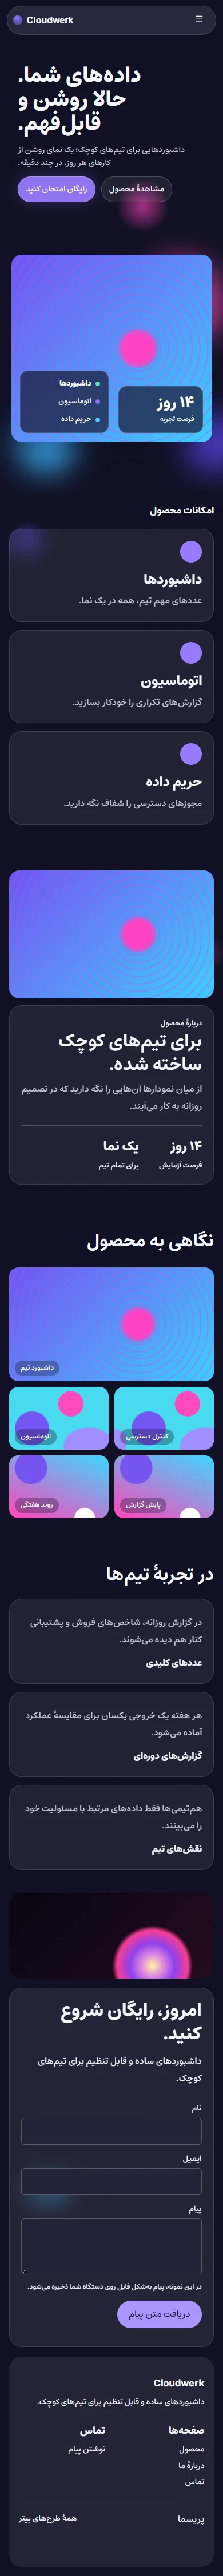 Cloudwerk
داده‌های شما.
حالا روشن و
قابل‌فهم.
داشبوردهایی برای تیم‌های کوچک؛ یک نمای روشن از
کارهای هر روز، در چند دقیقه.
رایگان امتحان کنید
مشاهدهٔ محصول
داشبوردها
اتوماسیون
حریم داده
۱۴ روز
فرصت تجربه
امکانات محصول
داشبوردها
عددهای مهم تیم، همه در یک نما.
اتوماسیون
گزارش‌های تکراری را خودکار بسازید.
حریم داده
مجوزهای دسترسی را شفاف نگه دارید.
دربارهٔ محصول
برای تیم‌های کوچک
ساخته شده.
از میان نمودارها آن‌هایی را نگه دارید که در تصمیم
روزانه به کار می‌آیند.
۱۴ روز
فرصت آزمایش
یک نما
برای تمام تیم
نگاهی به محصول
داشبورد تیم
کنترل دسترسی
اتوماسیون
پایش گزارش
روند هفتگی
در تجربهٔ تیم‌ها
در گزارش روزانه، شاخص‌های فروش و پشتیبانی
کنار هم دیده می‌شوند.
عددهای کلیدی
هر هفته یک خروجی یکسان برای مقایسهٔ عملکرد
آماده می‌شود.
گزارش‌های دوره‌ای
هم‌تیمی‌ها فقط داده‌های مرتبط با مسئولیت خود
را می‌بینند.
نقش‌های تیم
امروز، رایگان شروع
کنید.
داشبوردهای ساده و قابل تنظیم برای تیم‌های
کوچک.
نام
ایمیل
پیام
در این نمونه، پیام به‌شکل فایل روی دستگاه شما ذخیره می‌شود.
دریافت متن پیام
Cloudwerk
داشبوردهای ساده و قابل تنظیم برای تیم‌های کوچک.
صفحه‌ها
محصول
دربارهٔ ما
تماس
تماس
نوشتن پیام
پریسما
همهٔ طرح‌های بیتر